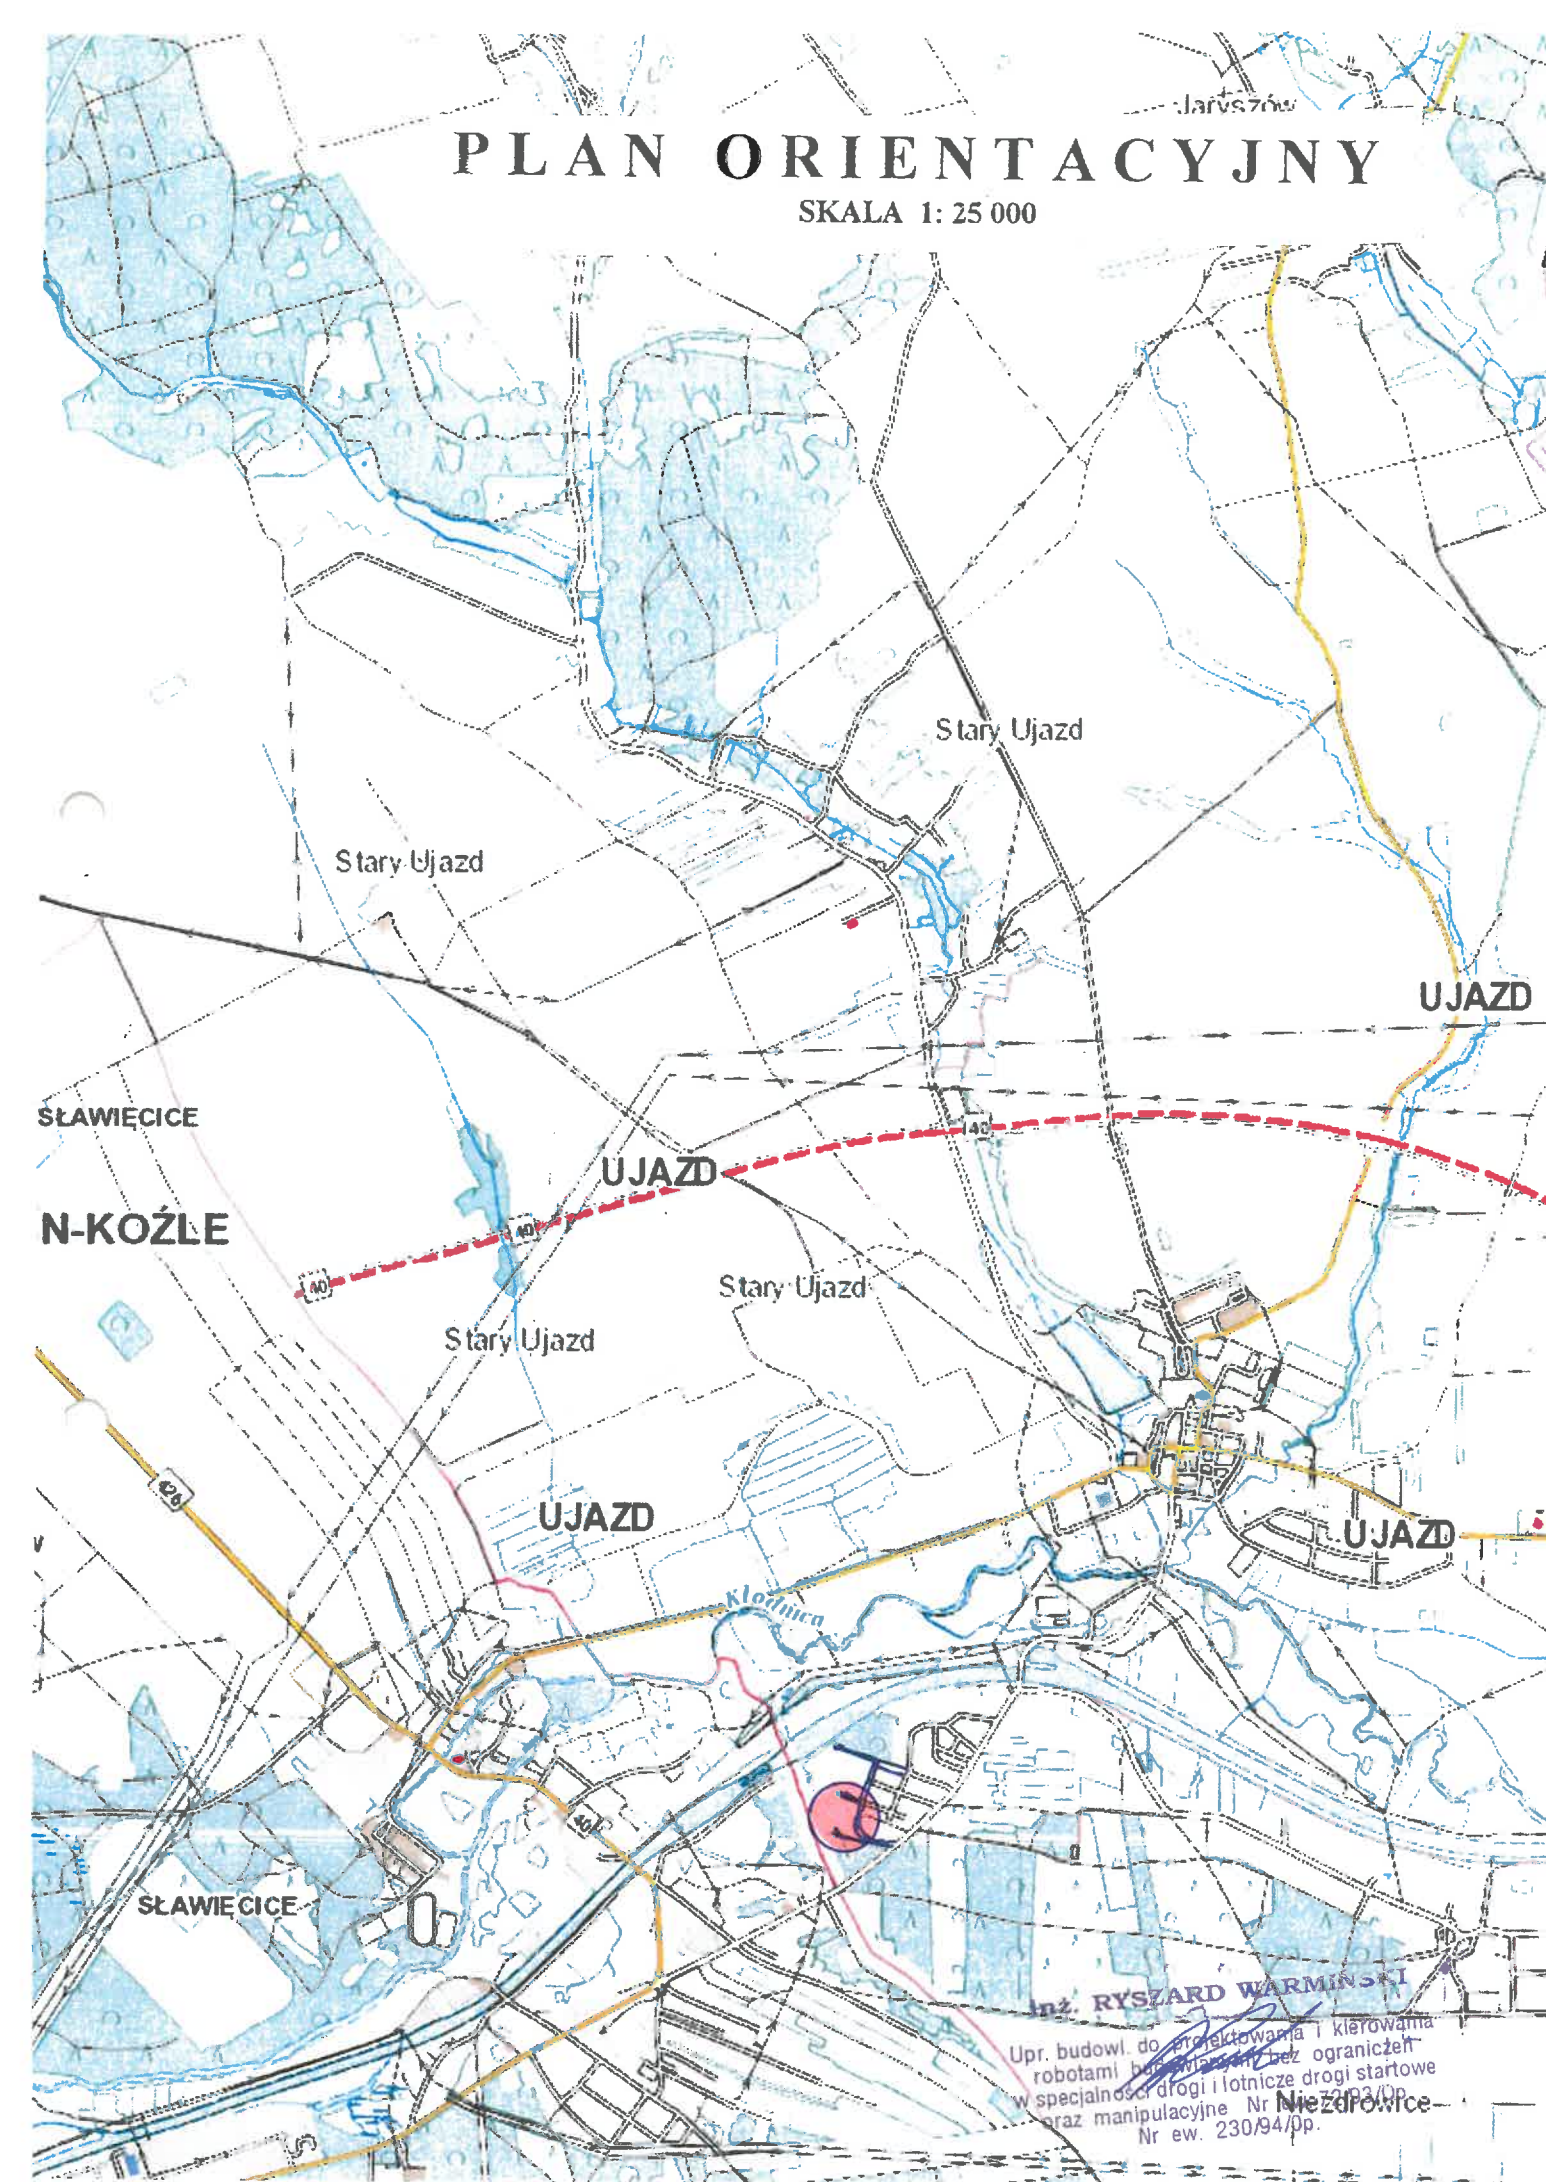 Jaryszów
PLAN ORIENTACYJNY
SKALA 1: 25 000
Stary Ujazd
Stary Ujazd
UJAZD
SŁAWIĘCICE
40
UJAZD
N-KOŹLE
40
40
Stary Ujazd
Stary Ujazd
426
UJAZD
UJAZD
Kłodnica
40
SŁAWIĘCICE
inż. RYSZARD WARMIŃSKI
Upr. budowl. do projektowania i kierowania
robotami bez ograniczeń
w specjalności drogi i lotnicze drogi startowe
oraz manipulacyjne Nr
Niezdrowice
Nr ew. 230/94/Op.